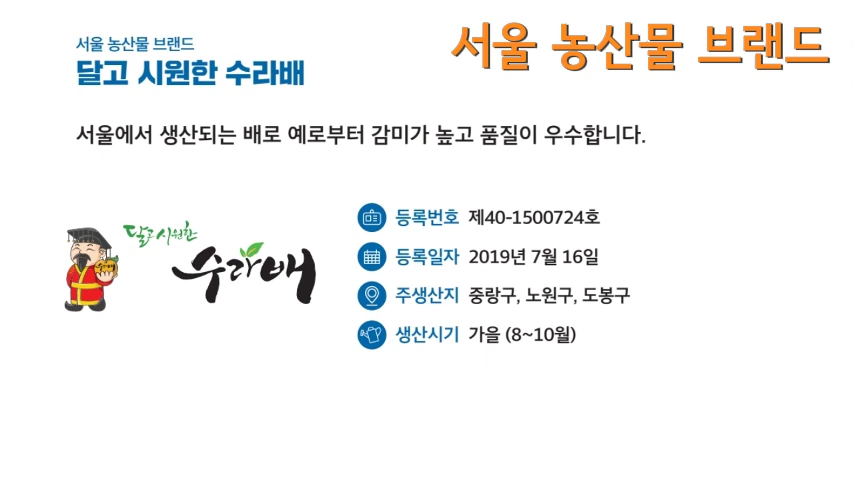 서울 농산물 브랜드
서울 농산물 브랜드
달고 시원한 수라배
서울에서 생산되는 배로 예로부터 감미가 높고 품질이 우수합니다.
달고 시원한
수라배
등록번호 제40-1500724호
등록일자 2019년 7월 16일
주생산지 중랑구, 노원구, 도봉구
생산시기 가을 (8~10월)